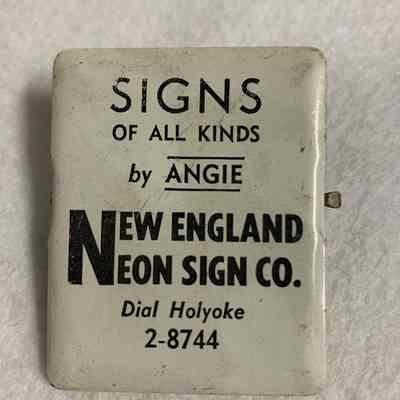 SIGNS
OF ALL KINDS
by ANGIE
NEW ENGLAND
NEON SIGN CO.
Dial Holyoke
2-8744